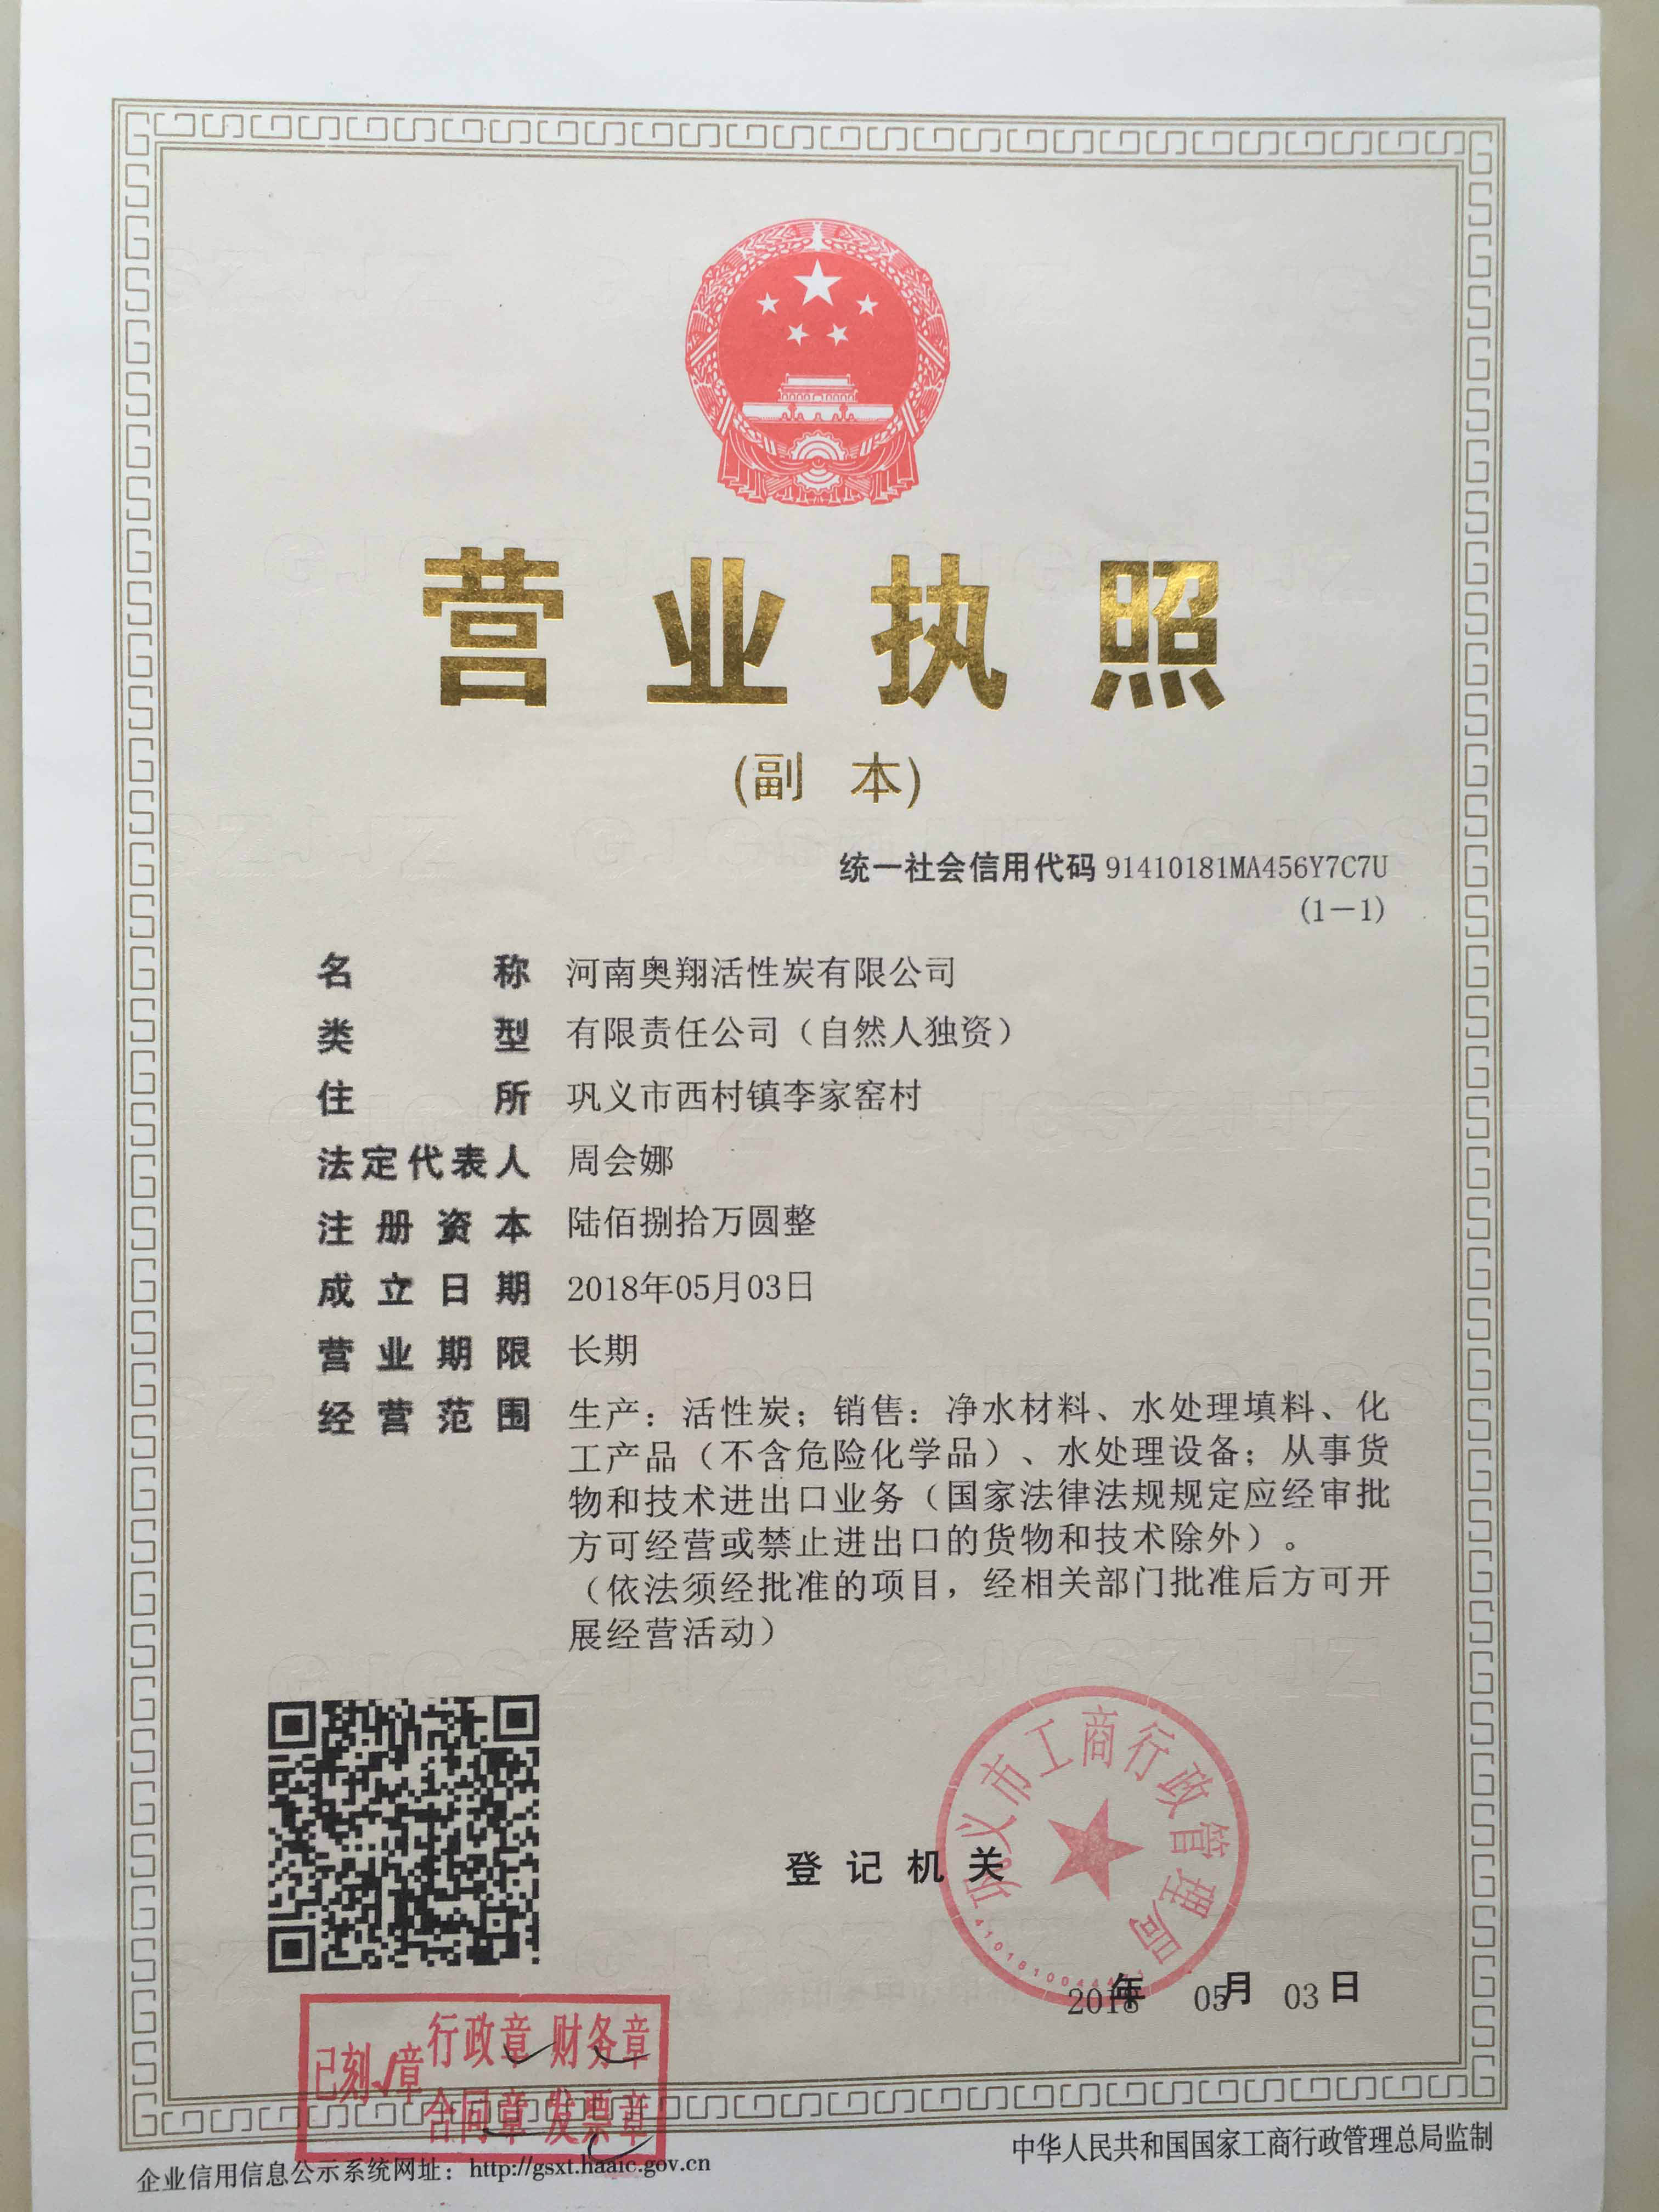 营业执照
(副 本)
统一社会信用代码 91410181MA456Y7C7U
(1-1)
名称 河南奥翔活性炭有限公司
类型 有限责任公司（自然人独资）
住所 巩义市西村镇李家窑村
法定代表人 周会娜
注册资本 陆佰捌拾万圆整
成立日期 2018年05月03日
营业期限 长期
经营范围 生产：活性炭；销售：净水材料、水处理填料、化
工产品（不含危险化学品）、水处理设备；从事货
物和技术进出口业务（国家法律法规规定应经审批
方可经营或禁止进出口的货物和技术除外）。
（依法须经批准的项目，经相关部门批准后方可开
展经营活动）
巩义市工商行政管理局
登记机关
2018年 05月 03日
已刻章 行政章 财务章
合同章 发票章
企业信用信息公示系统网址：http://gsxt.haaic.gov.cn
中华人民共和国国家工商行政管理总局监制